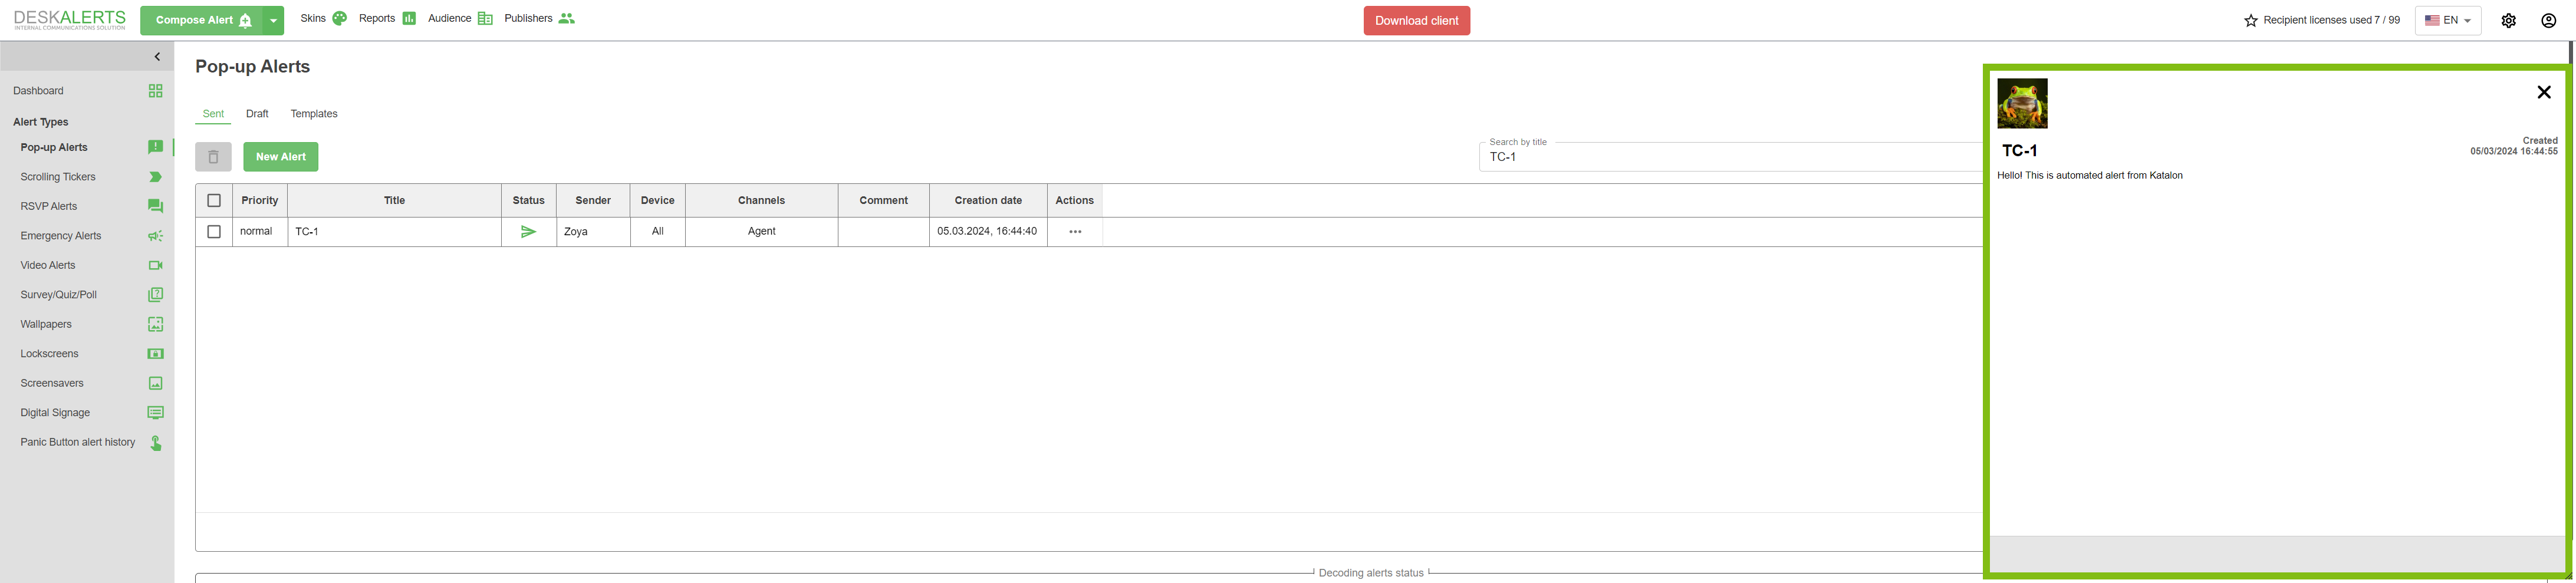 DESKALERTS
INTERNAL COMMUNICATIONS SOLUTION
Compose Alert
Skins
Reports
Audience
Publishers
Download client
Recipient licenses used 7 / 99
EN
Dashboard
Alert Types
Pop-up Alerts
Scrolling Tickers
RSVP Alerts
Emergency Alerts
Video Alerts
Survey/Quiz/Poll
Wallpapers
Lockscreens
Screensavers
Digital Signage
Panic Button alert history
Pop-up Alerts
Sent Draft Templates
New Alert
Search by title
TC-1
Priority Title Status Sender Device Channels Comment Creation date Actions
normal TC-1 Zoya All Agent 05.03.2024, 16:44:40
Decoding alerts status
TC-1
Created
05/03/2024 16:44:55
Hello! This is automated alert from Katalon